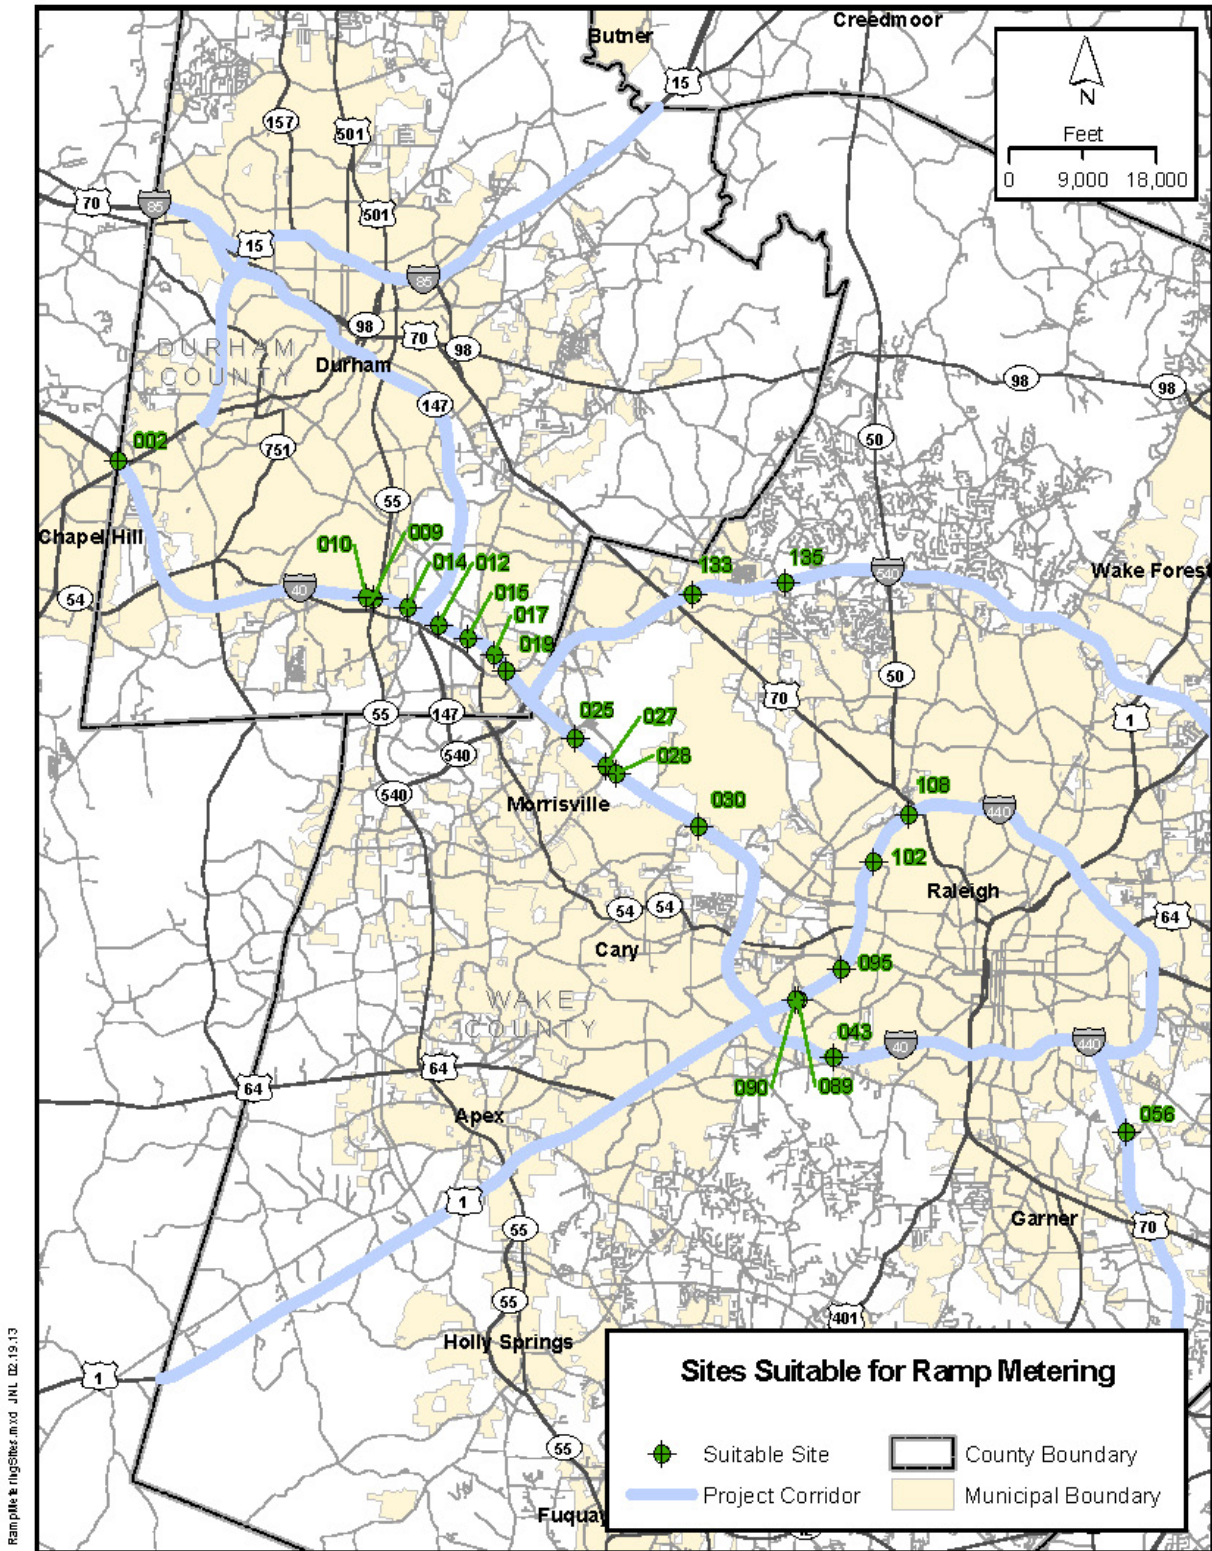 Creedmoor
Butner
15
N
Feet
0 9,000 18,000
157
501
70
85
501
15
85
98
70
98
DURHAM
COUNTY
Durham
98
98
147
50
002
751
55
Chapel Hill
009
010
014
012
133
135
540
Wake Forest
54
40
015
017
019
50
70
55
147
1
025
027
540
028
540
Morrisville
108
440
030
102
Raleigh
54
54
64
Cary
095
WAKE
COUNTY
043
40
440
64
090
089
64
Apex
056
1
Garner
70
55
55
401
Holly Springs
1
55
Fuquay
Sites Suitable for Ramp Metering
Suitable Site
County Boundary
Project Corridor
Municipal Boundary
RampMeteringSites.mxd JNL 02.19.13